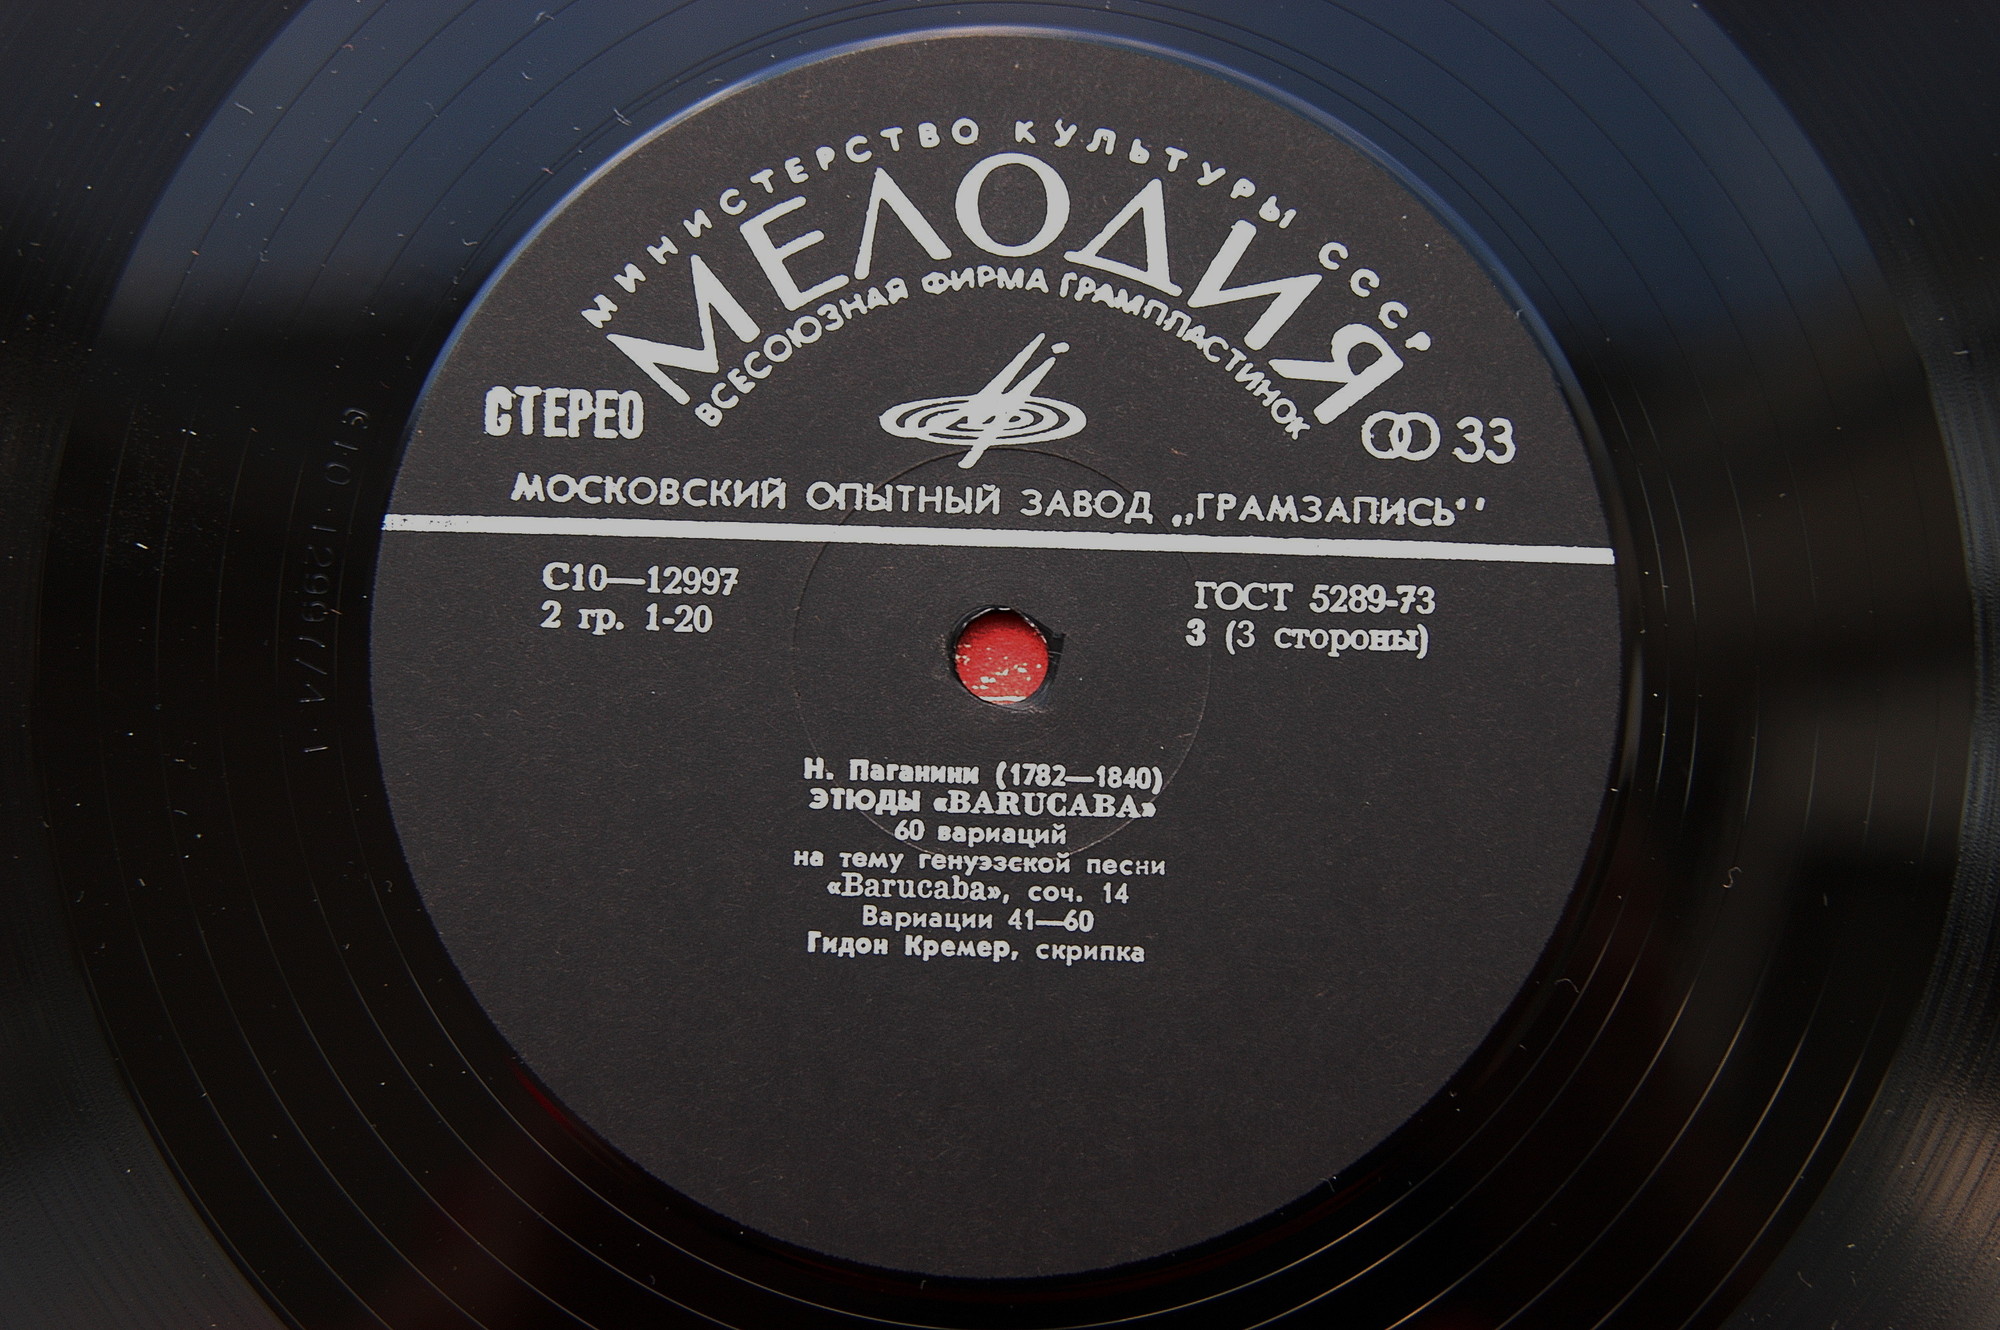 МИНИСТЕРСТВО КУЛЬТУРЫ СССР
МЕЛОДИЯ
ВСЕСОЮЗНАЯ ФИРМА ГРАМПЛАСТИНОК
СТЕРЕО
33
МОСКОВСКИЙ ОПЫТНЫЙ ЗАВОД „ГРАМЗАПИСЬ''
С10—12997
2 гр. 1-20
ГОСТ 5289-73
3 (3 стороны)
Н. Паганини (1782—1840)
ЭТЮДЫ «BARUCABA»
60 вариаций
на тему генуэзской песни
«Barucaba», соч. 14
Вариации 41—60
Гидон Кремер, скрипка